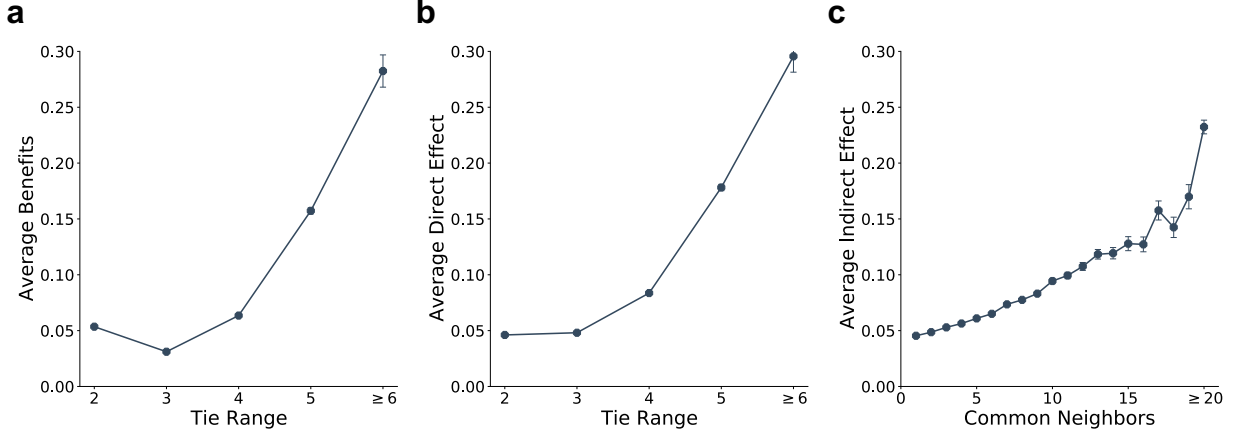 a
0.30
0.25
0.20
0.15
0.10
0.05
0.00
Average Benefits
2 3 4 5 ≥ 6
Tie Range
b
0.30
0.25
0.20
0.15
0.10
0.05
0.00
Average Direct Effect
2 3 4 5 ≥ 6
Tie Range
c
0.30
0.25
0.20
0.15
0.10
0.05
0.00
Average Indirect Effect
0 5 10 15 ≥ 20
Common Neighbors